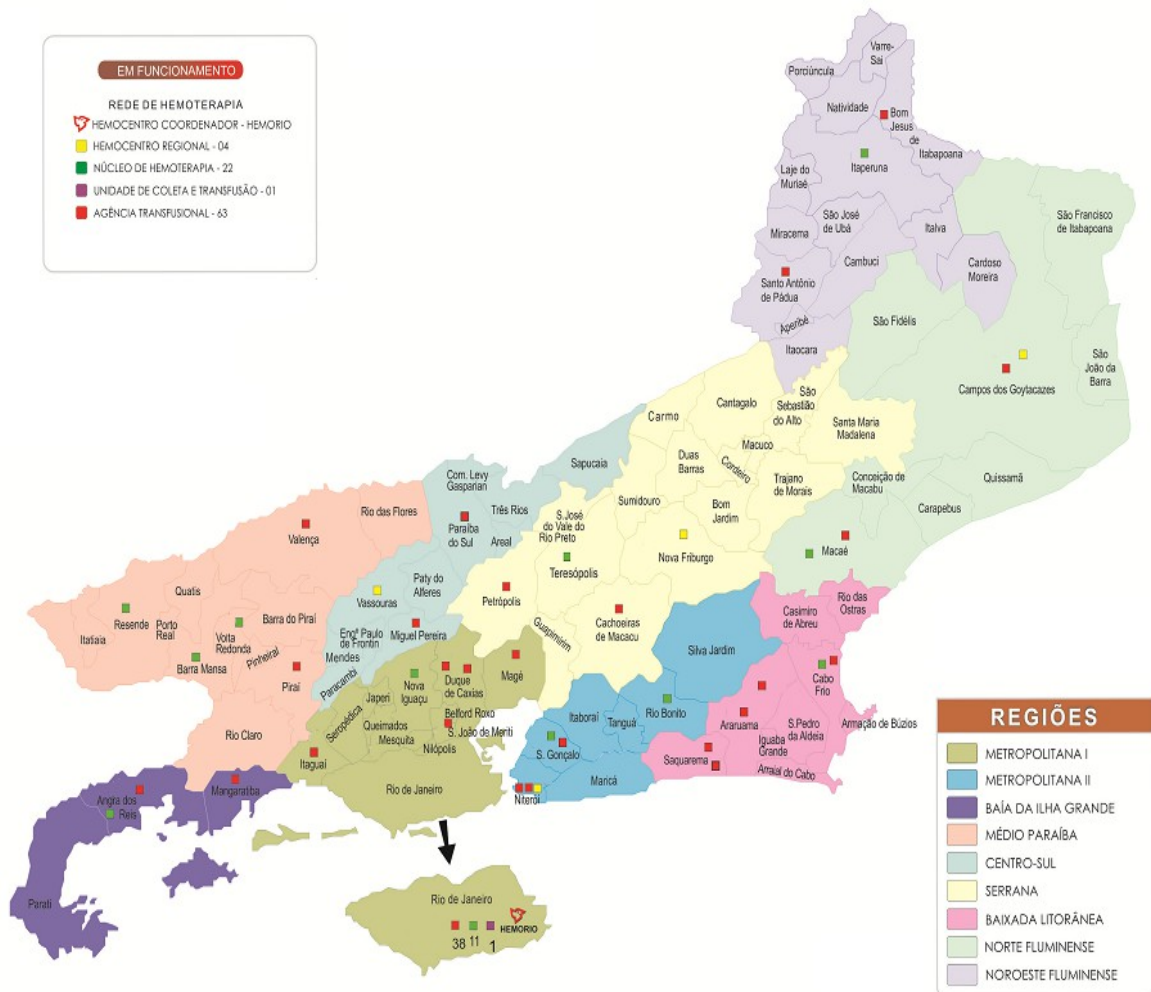 EM FUNCIONAMENTO
REDE DE HEMOTERAPIA
HEMOCENTRO COORDENADOR - HEMORIO
HEMOCENTRO REGIONAL - 04
NÚCLEO DE HEMOTERAPIA - 22
UNIDADE DE COLETA E TRANSFUSÃO - 01
AGÊNCIA TRANSFUSIONAL - 63
Varre-
Sai
Porciúncula
Natividade
Bom
Jesus
de
Itabapoana
Itaperuna
Laje do
Muriaé
São José
de Ubá
Miracema
Italva
Cambuci
Cardoso
Moreira
São Francisco
de Itabapoana
Santo Antônio
de Pádua
Aperibé
Itaocara
São Fidélis
Campos dos Goytacazes
São
João da
Barra
Carmo
Cantagalo
São
Sebastião
do Alto
Santa Maria
Madalena
Macuco
Cordeiro
Duas
Barras
Trajano
de Morais
Conceição de
Macabu
Quissamã
Carapebus
Sumidouro
Bom
Jardim
Nova Friburgo
Macaé
Sapucaia
Com. Levy
Gasparian
Três Rios
Paraíba
do Sul
Areal
S.José
do Vale do
Rio Preto
Teresópolis
Rio das Flores
Valença
Paty do
Alferes
Vassouras
Petrópolis
Miguel Pereira
Engº Paulo
de Frontin
Mendes
Paracambi
Guapimirim
Cachoeiras
de Macacu
Quatis
Itatiaia
Resende
Porto
Real
Barra do Piraí
Volta
Redonda
Barra Mansa
Pinheiral
Piraí
Rio Claro
Casimiro
de Abreu
Rio das
Ostras
Silva Jardim
Cabo
Frio
Magé
Duque
de Caxias
Nova
Iguaçu
Japeri
Seropédica
Queimados
Mesquita
Belford Roxo
S. João de Meriti
Nilópolis
Itaguaí
Rio de Janeiro
Itaboraí
Tanguá
Rio Bonito
S. Gonçalo
Maricá
Niterói
Araruama
Iguaba
Grande
S.Pedro
da Aldeia
Armação de Búzios
Saquarema
Arraial do Cabo
Mangaratiba
Angra dos
Reis
Parati
Rio de Janeiro
HEMORIO
38 11 1
REGIÕES
METROPOLITANA I
METROPOLITANA II
BAÍA DA ILHA GRANDE
MÉDIO PARAÍBA
CENTRO-SUL
SERRANA
BAIXADA LITORÂNEA
NORTE FLUMINENSE
NOROESTE FLUMINENSE